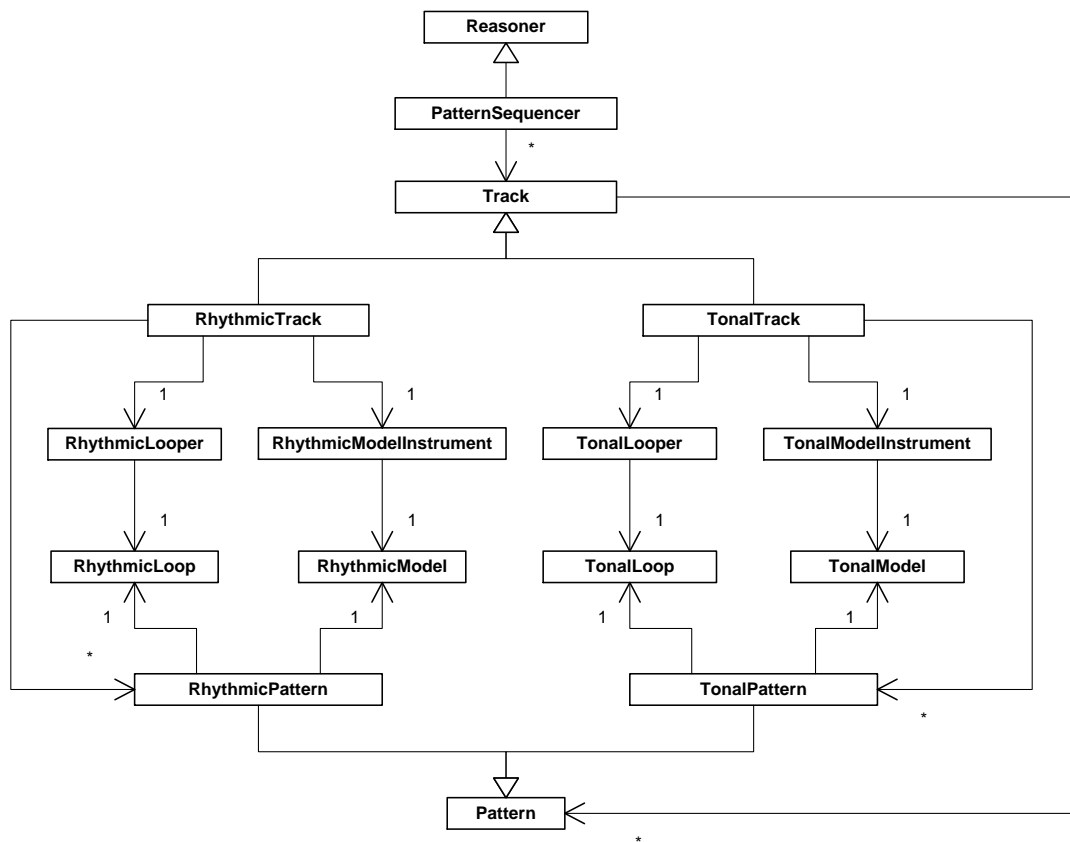 Reasoner
PatternSequencer
*
Track
RhythmicTrack
TonalTrack
1
1
1
1
RhythmicLooper
RhythmicModelInstrument
TonalLooper
TonalModelInstrument
1
1
1
1
RhythmicLoop
RhythmicModel
TonalLoop
TonalModel
1
1
1
1
*
RhythmicPattern
TonalPattern
*
Pattern
*